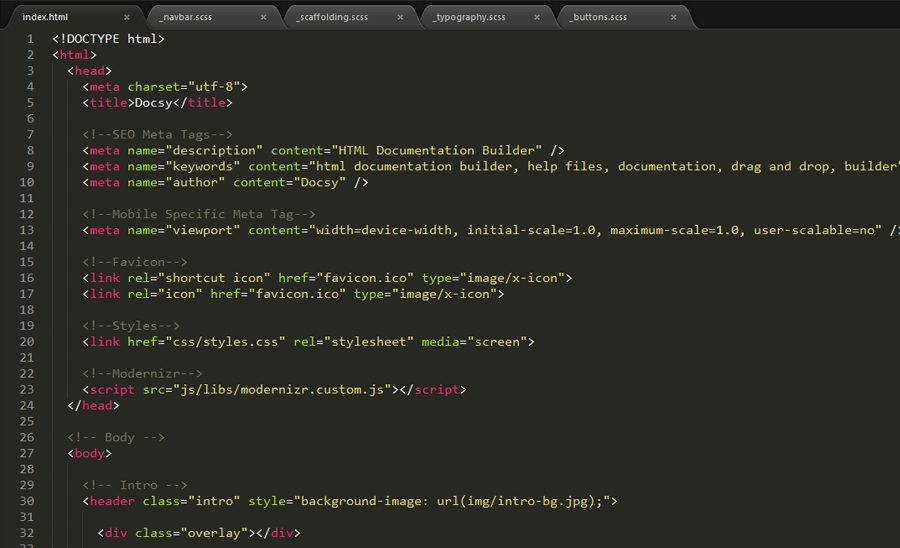 index.html × _navbar.scss × _scaffolding.scss × _typography.scss × _buttons.scss ×
1 <!DOCTYPE html>
2 <html>
3 <head>
4 <meta charset="utf-8">
5 <title>Docsy</title>
6
7 <!--SEO Meta Tags-->
8 <meta name="description" content="HTML Documentation Builder" />
9 <meta name="keywords" content="html documentation builder, help files, documentation, drag and drop, builder"
10 <meta name="author" content="Docsy" />
11
12 <!--Mobile Specific Meta Tag-->
13 <meta name="viewport" content="width=device-width, initial-scale=1.0, maximum-scale=1.0, user-scalable=no" />
14
15 <!--Favicon-->
16 <link rel="shortcut icon" href="favicon.ico" type="image/x-icon">
17 <link rel="icon" href="favicon.ico" type="image/x-icon">
18
19 <!--Styles-->
20 <link href="css/styles.css" rel="stylesheet" media="screen">
21
22 <!--Modernizr-->
23 <script src="js/libs/modernizr.custom.js"></script>
24 </head>
25
26 <!-- Body -->
27 <body>
28
29 <!-- Intro -->
30 <header class="intro" style="background-image: url(img/intro-bg.jpg);">
31
32 <div class="overlay"></div>
33